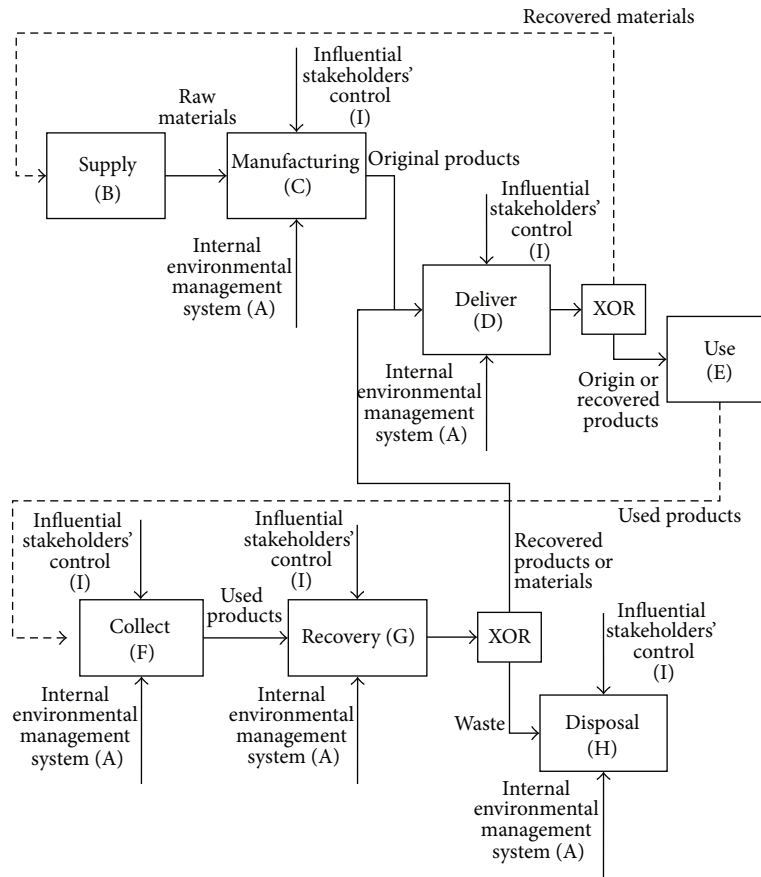 Recovered materials
Influential
stakeholders’
control
(I)
Raw
materials
Supply
(B)
Manufacturing
(C)
Original products
Internal
environmental
management
system (A)
Influential
stakeholders’
control
(I)
Deliver
(D)
XOR
Use
(E)
Origin or
recovered
products
Internal
environmental
management
system (A)
Used products
Influential
stakeholders’
control
(I)
Used
products
Influential
stakeholders’
control
(I)
Recovered
products or
materials
Collect
(F)
Recovery (G)
XOR
Influential
stakeholders’
control
(I)
Internal
environmental
management
system (A)
Internal
environmental
management
system (A)
Waste
Disposal
(H)
Internal
environmental
management
system (A)